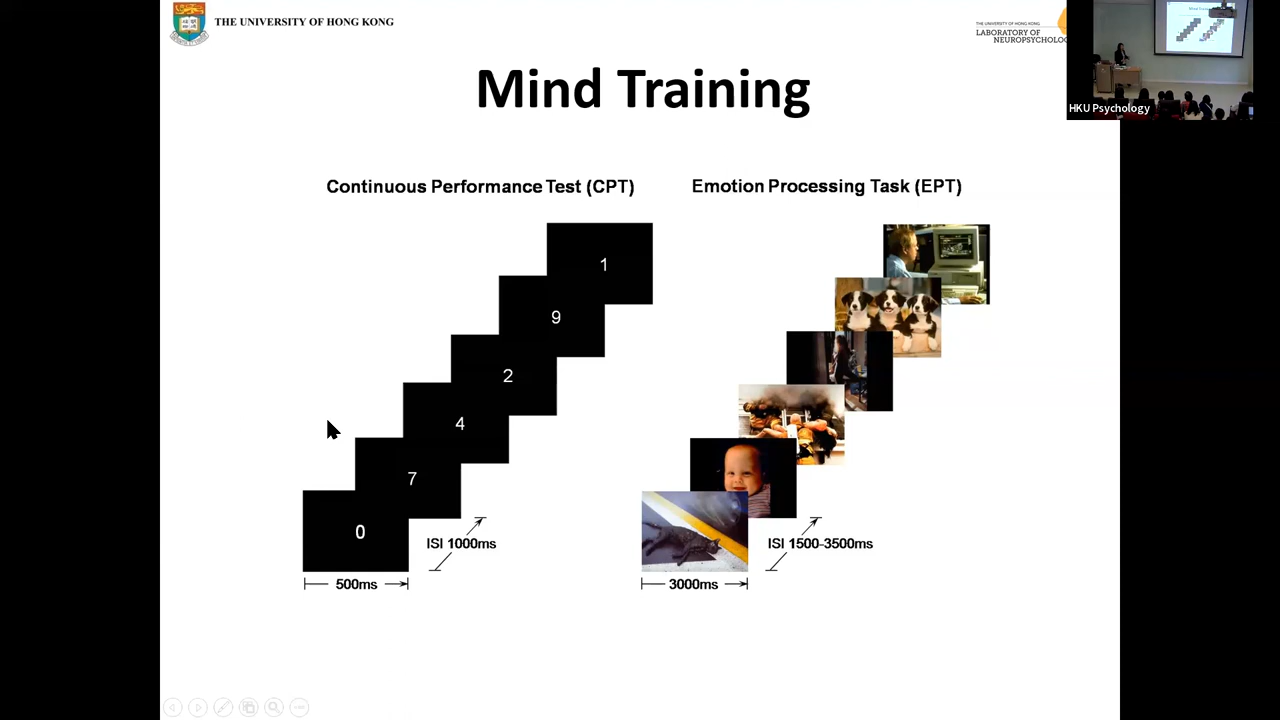 THE UNIVERSITY OF HONG KONG
THE UNIVERSITY OF HONG KONG
LABORATORY OF
NEUROPSYCHOLO
HKU Psychology
Mind Training
Continuous Performance Test (CPT)
Emotion Processing Task (EPT)
1
9
2
4
7
0
ISI 1000ms
500ms
ISI 1500-3500ms
3000ms